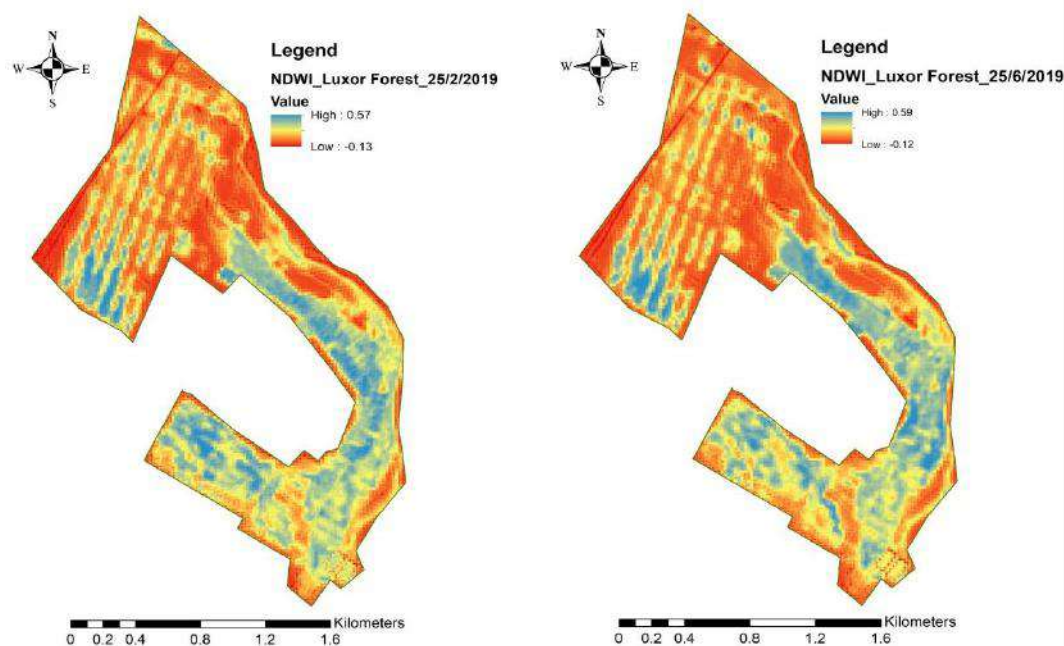 N
W E
S
Legend
NDWI_Luxor Forest_25/2/2019
Value
High : 0.57
Low : -0.13
0 0.2 0.4 0.8 1.2 1.6
Kilometers
N
W E
S
Legend
NDWI_Luxor Forest_25/6/2019
Value
High : 0.59
Low : -0.12
0 0.2 0.4 0.8 1.2 1.6
Kilometers